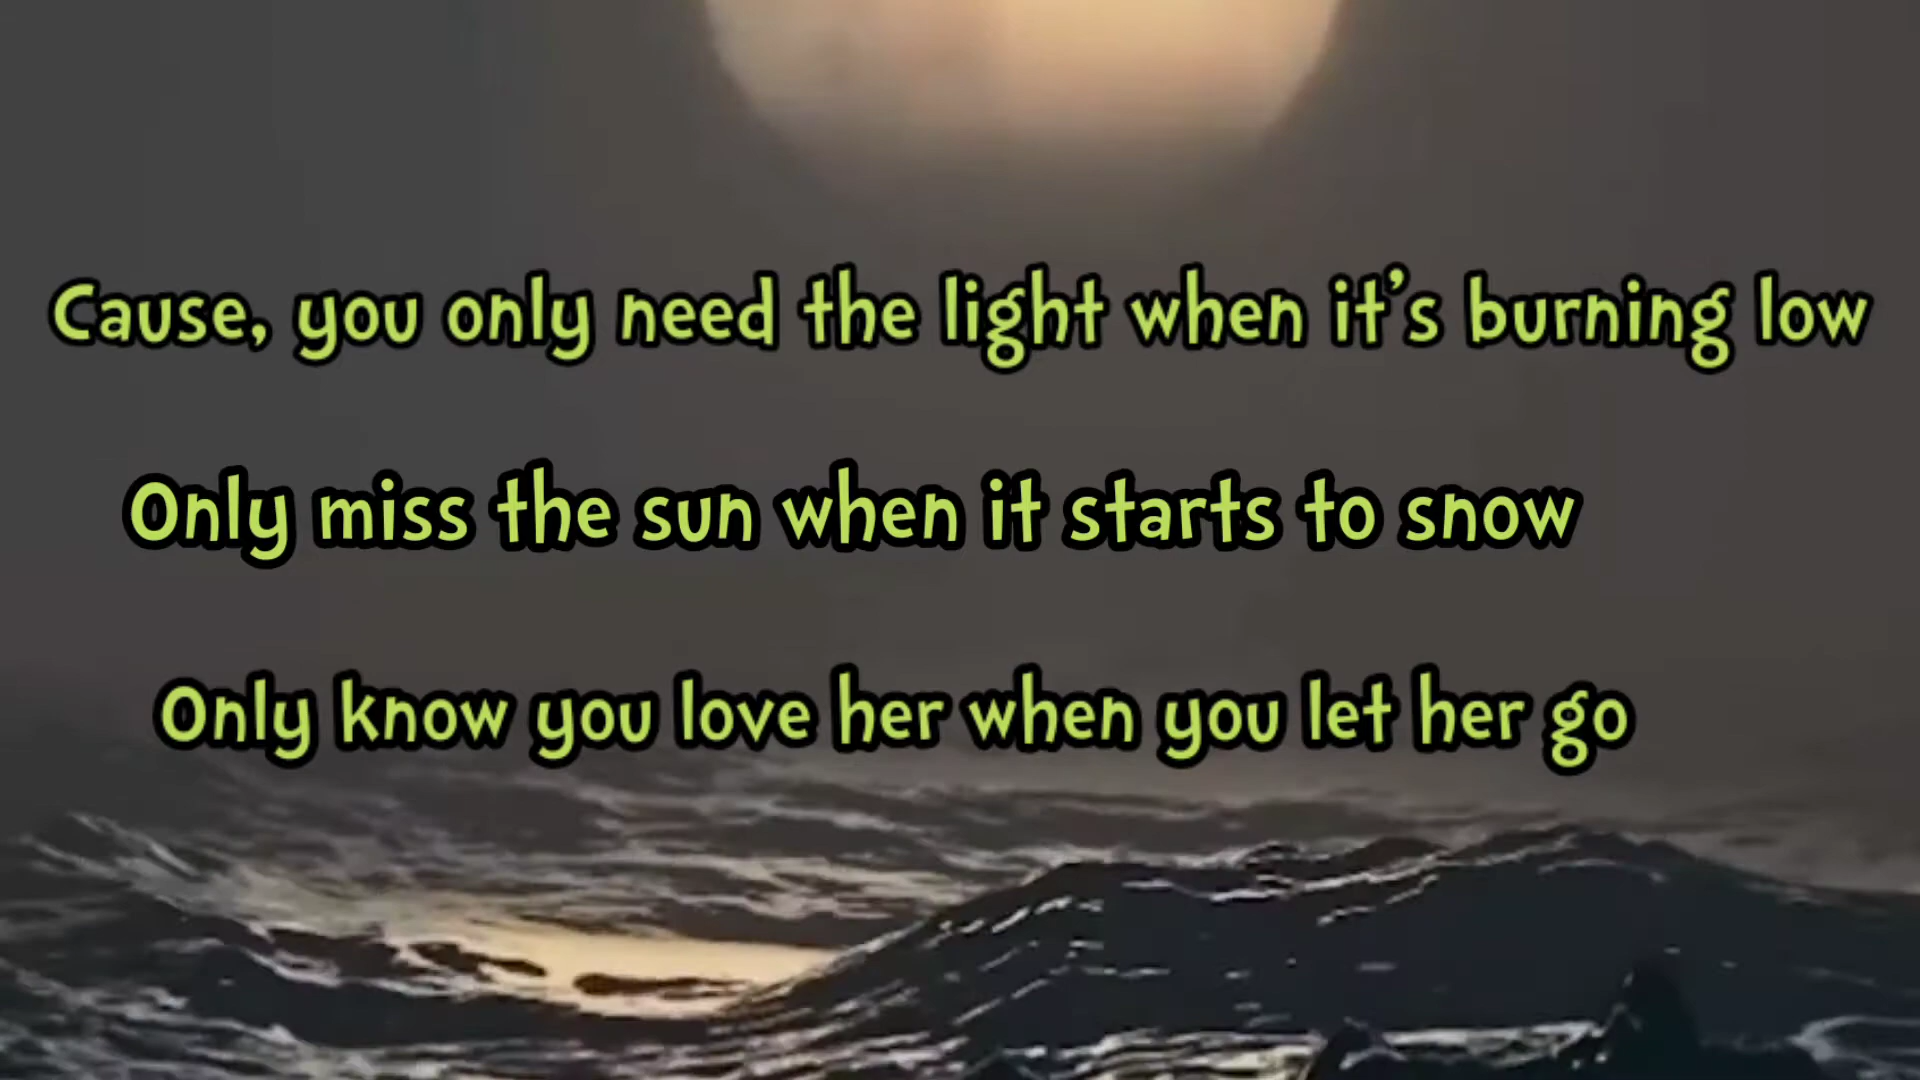 Cause, you only need the light when it's burning low
Only miss the sun when it starts to snow
Only know you love her when you let her go